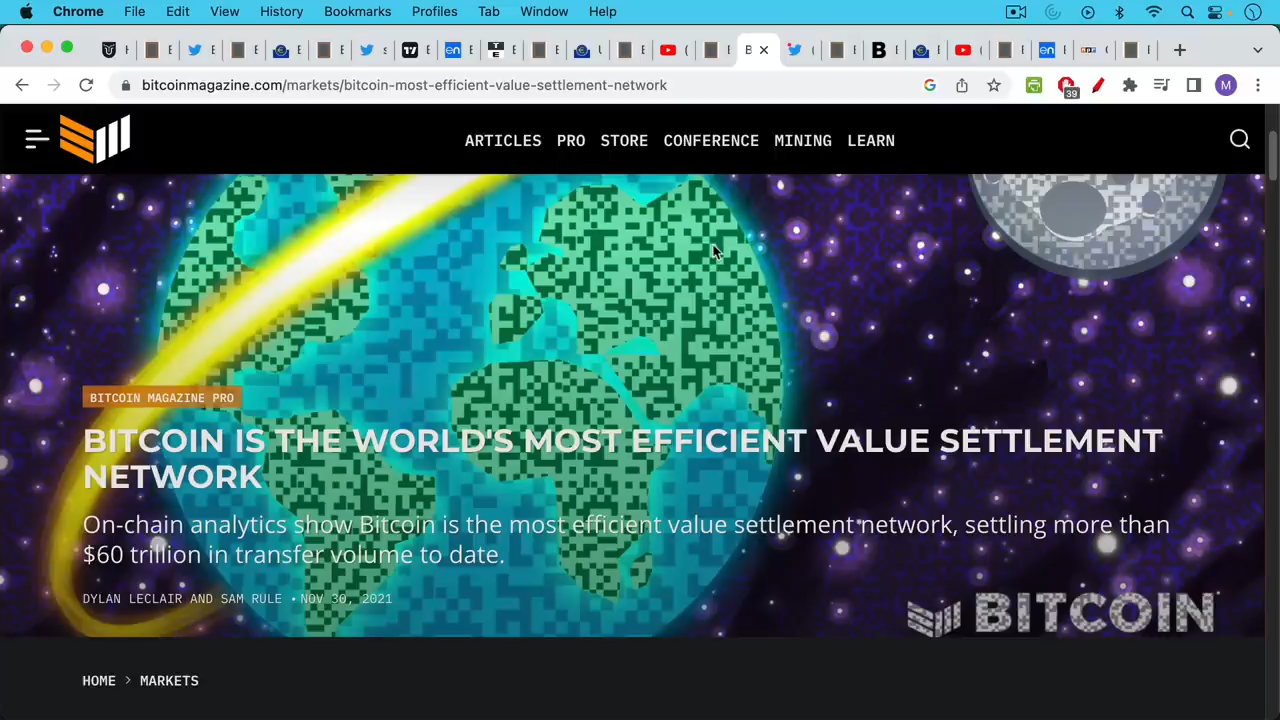 Chrome File Edit View History Bookmarks Profiles Tab Window Help
bitcoinmagazine.com/markets/bitcoin-most-efficient-value-settlement-network
39
M
ARTICLES PRO STORE CONFERENCE MINING LEARN
BITCOIN MAGAZINE PRO
BITCOIN IS THE WORLD'S MOST EFFICIENT VALUE SETTLEMENT
NETWORK
On-chain analytics show Bitcoin is the most efficient value settlement network, settling more than
$60 trillion in transfer volume to date.
DYLAN LECLAIR AND SAM RULE • NOV 30, 2021
BITCOIN
HOME > MARKETS